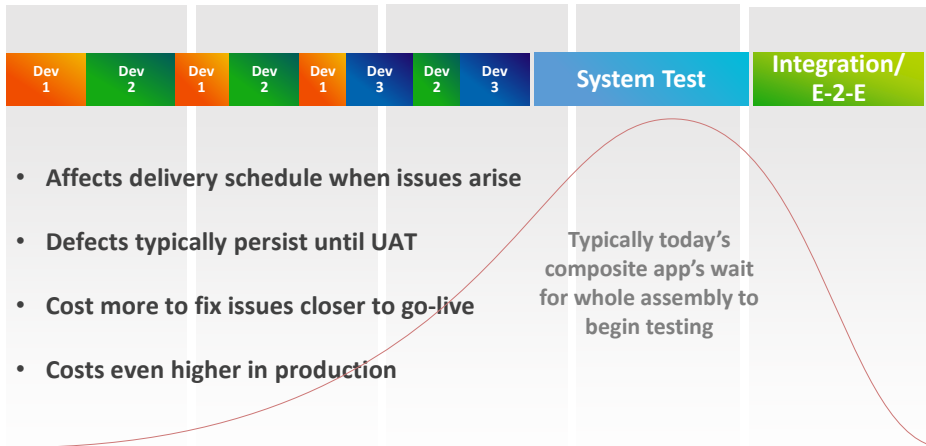 Dev
1
Dev
2
Dev
1
Dev
2
Dev
1
Dev
3
Dev
2
Dev
3
System Test
Integration/
E-2-E
• Affects delivery schedule when issues arise
• Defects typically persist until UAT
• Cost more to fix issues closer to go-live
• Costs even higher in production
Typically today's
composite app's wait
for whole assembly to
begin testing